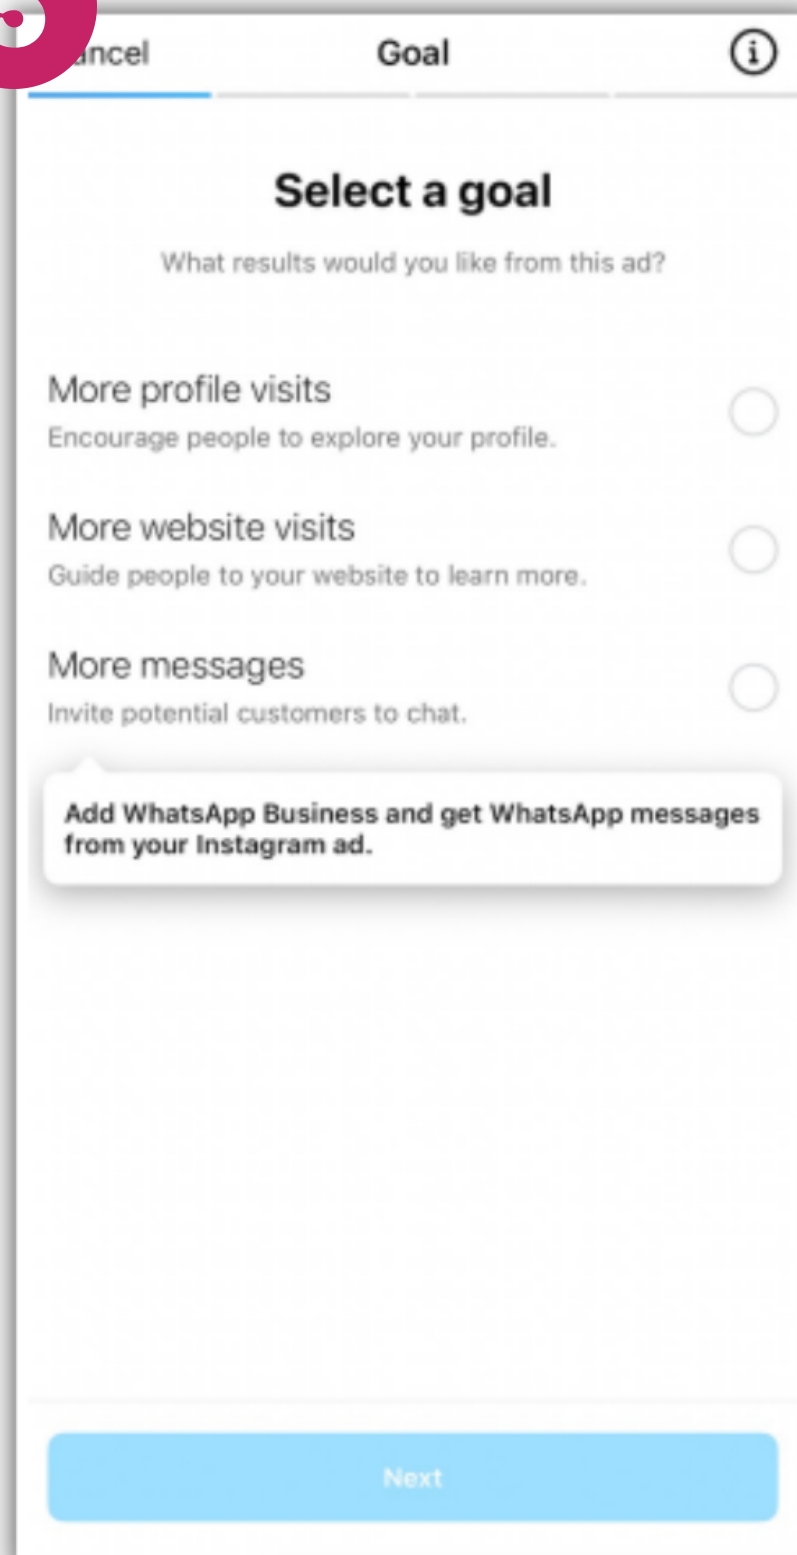 ancel
Goal
Select a goal
What results would you like from this ad?
More profile visits
Encourage people to explore your profile.
More website visits
Guide people to your website to learn more.
More messages
Invite potential customers to chat.
Add WhatsApp Business and get WhatsApp messages
from your Instagram ad.
Next